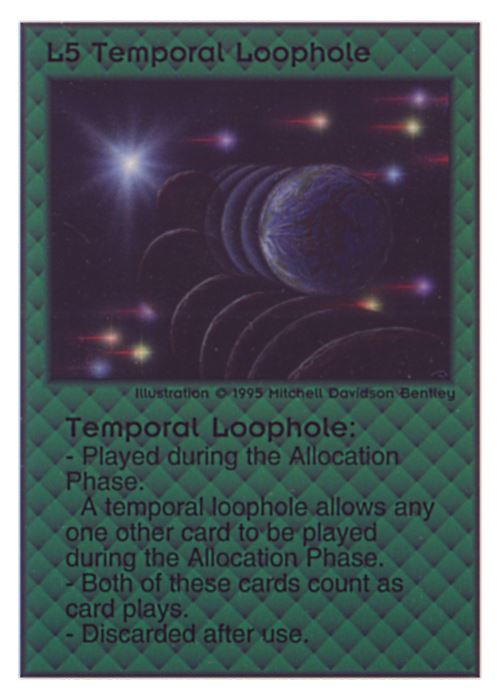 L5 Temporal Loophole
Illustration © 1995 Mitchell Davidson Bentley
Temporal Loophole:
- Played during the Allocation
Phase.
A temporal loophole allows any
one other card to be played
during the Allocation Phase.
- Both of these cards count as
card plays.
- Discarded after use.